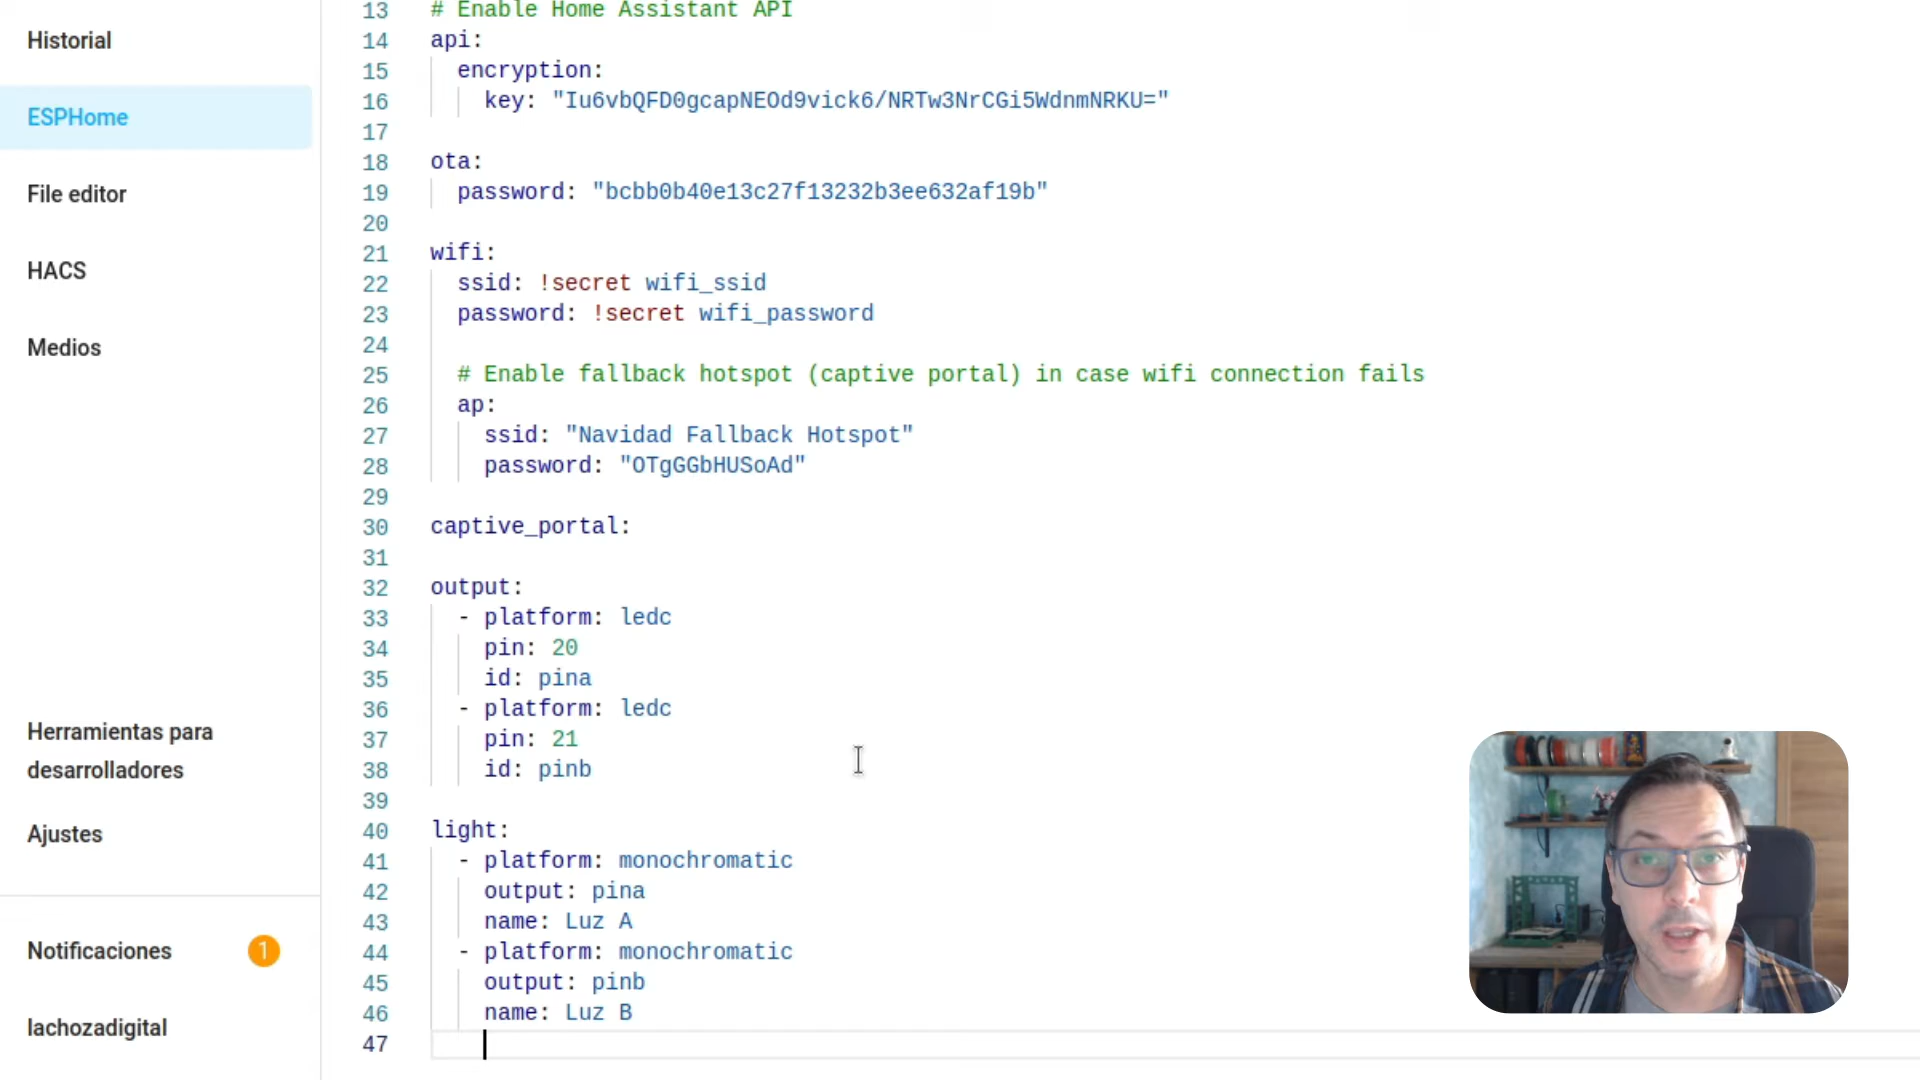 Historial
ESPHome
File editor
HACS
Medios
Herramientas para
desarrolladores
Ajustes
Notificaciones 1
lachozadigital
13 # Enable Home Assistant API
14 api:
15 encryption:
16 key: "Iu6vbQFD0gcapNEOd9vick6/NRTw3NrCGi5WdnmNRKU="
17
18 ota:
19 password: "bcbb0b40e13c27f13232b3ee632af19b"
20
21 wifi:
22 ssid: !secret wifi_ssid
23 password: !secret wifi_password
24
25 # Enable fallback hotspot (captive portal) in case wifi connection fails
26 ap:
27 ssid: "Navidad Fallback Hotspot"
28 password: "OTgGGbHUSoAd"
29
30 captive_portal:
31
32 output:
33 - platform: ledc
34 pin: 20
35 id: pina
36 - platform: ledc
37 pin: 21
38 id: pinb
39
40 light:
41 - platform: monochromatic
42 output: pina
43 name: Luz A
44 - platform: monochromatic
45 output: pinb
46 name: Luz B
47